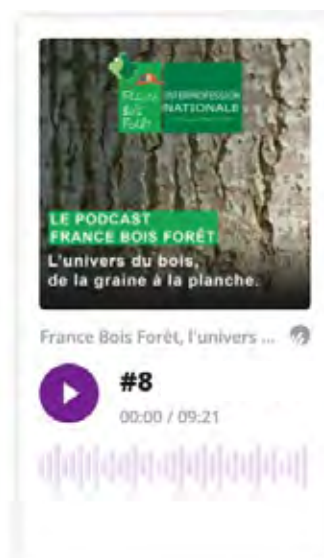 France
Bois
Forêt
INTERPROFESSION
NATIONALE
LE PODCAST
FRANCE BOIS FORÊT
L'univers du bois,
de la graine à la planche.
France Bois Forêt, l'univers ...
#8
00:00 / 09:21